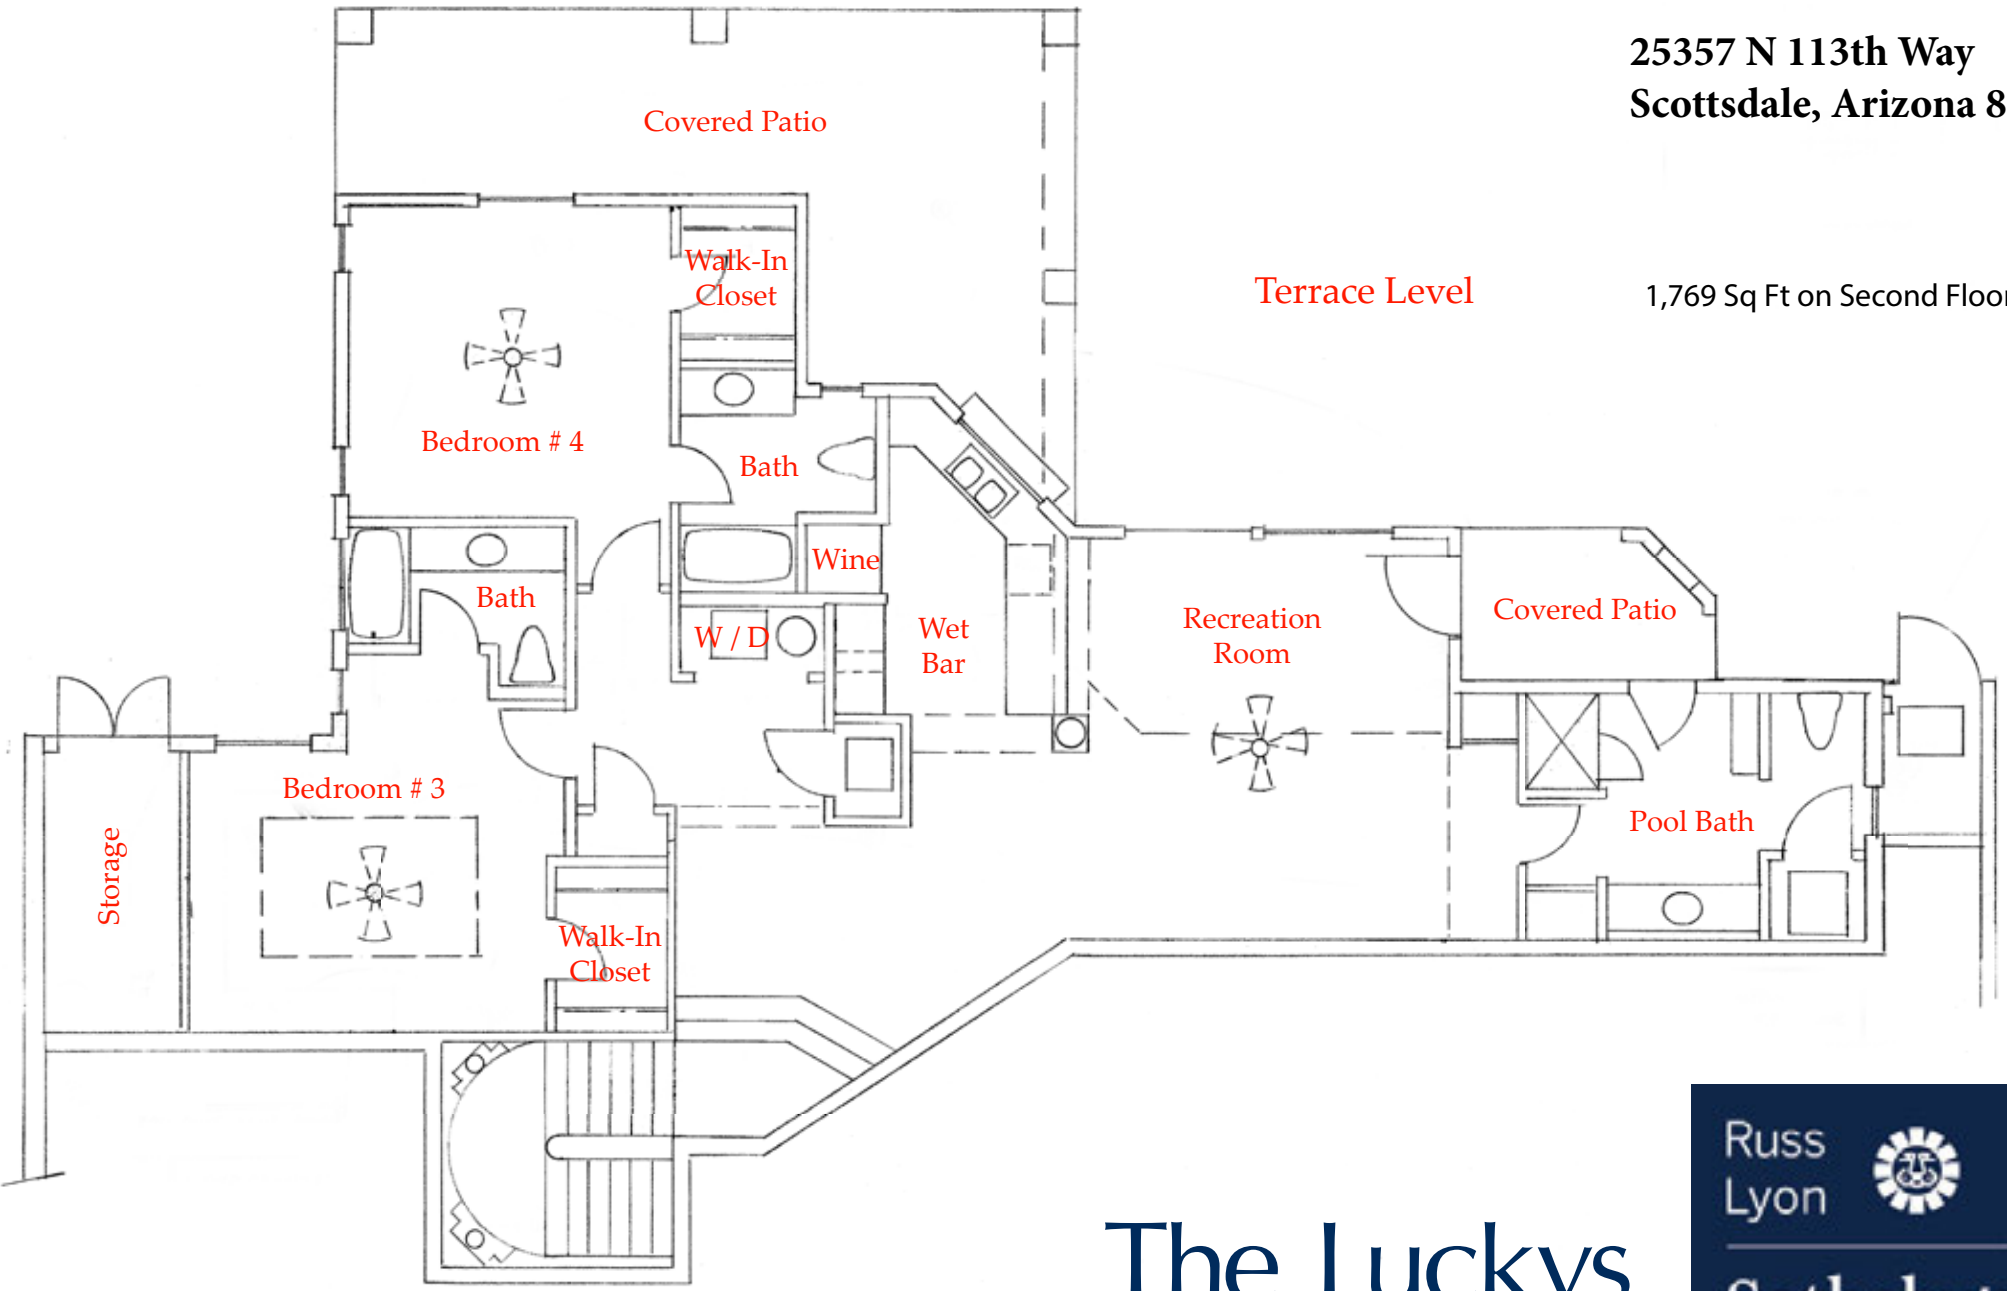 25357 N 113th Way
Scottsdale, Arizona 8
Covered Patio
Walk-In
Closet
Terrace Level
1,769 Sq Ft on Second Floor
Bedroom # 4
Bath
Wine
Bath
W / D
Wet
Bar
Recreation
Room
Covered Patio
Bedroom # 3
Storage
Pool Bath
Walk-In
Closet
Russ
Lyon
The Luckys